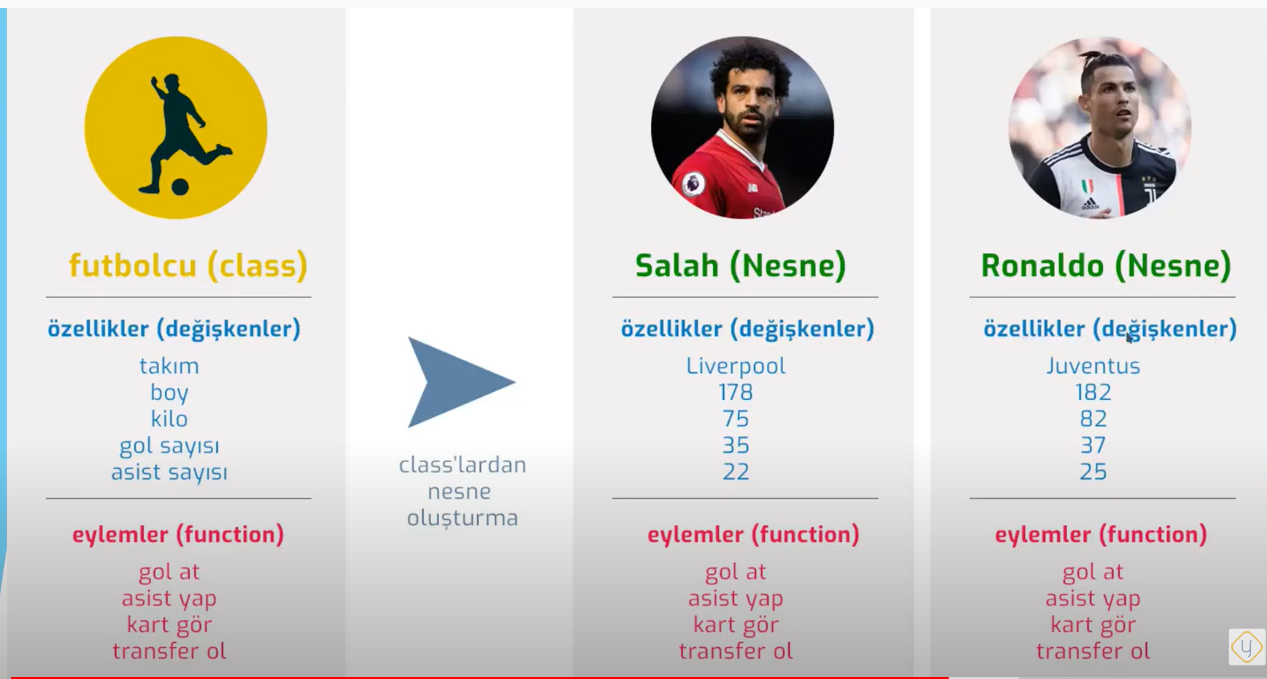 futbolcu (class)
özellikler (değişkenler)
takım
boy
kilo
gol sayısı
asist sayısı
eylemler (function)
gol at
asist yap
kart gör
transfer ol
class'lardan
nesne
oluşturma
Salah (Nesne)
özellikler (değişkenler)
Liverpool
178
75
35
22
eylemler (function)
gol at
asist yap
kart gör
transfer ol
Ronaldo (Nesne)
özellikler (değişkenler)
Juventus
182
82
37
25
eylemler (function)
gol at
asist yap
kart gör
transfer ol
y